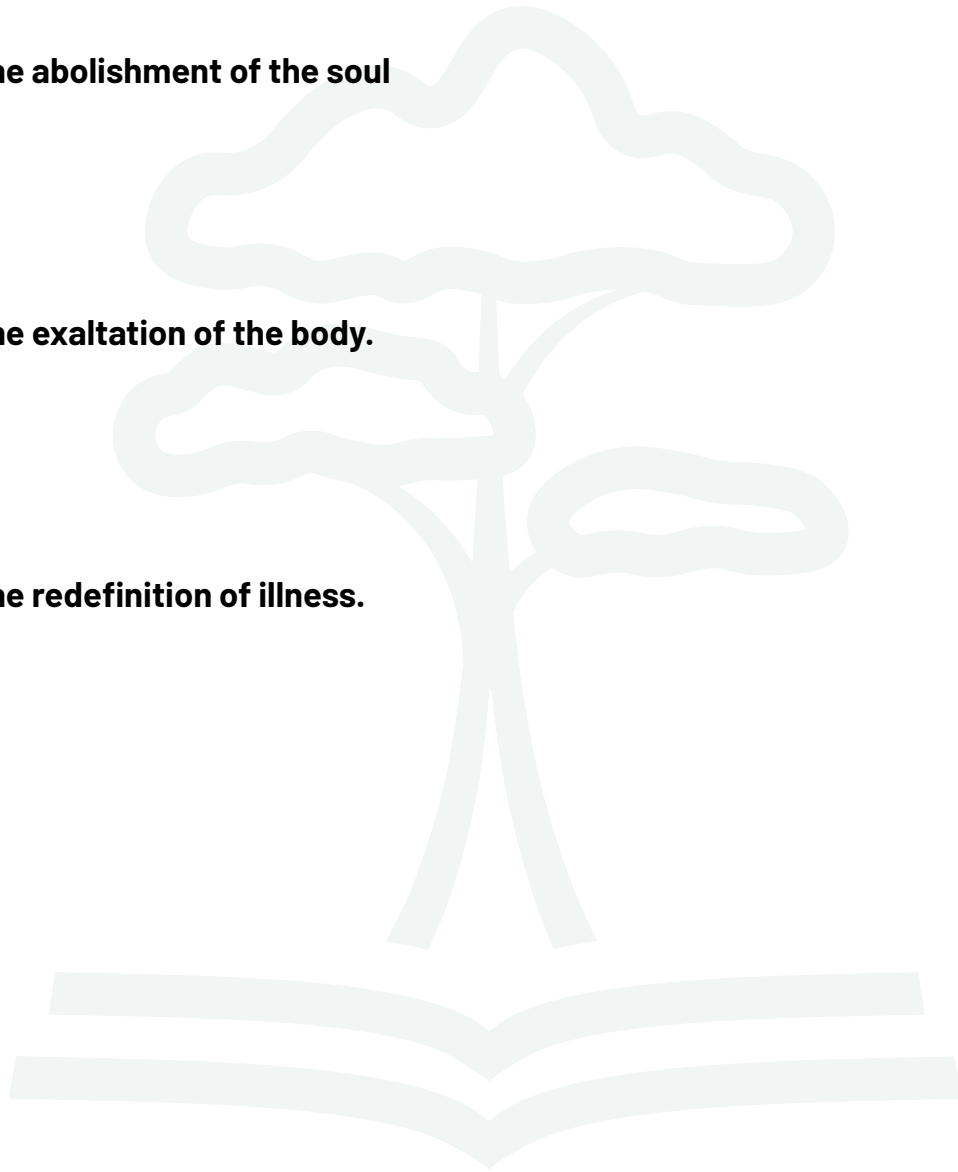 he abolishment of the soul
he exaltation of the body.
he redefinition of illness.